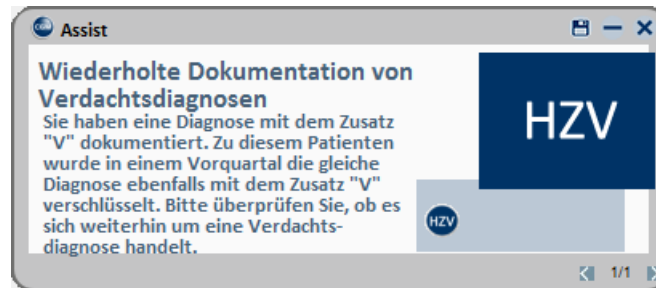 Assist
Wiederholte Dokumentation von
Verdachtsdiagnosen
Sie haben eine Diagnose mit dem Zusatz
"V" dokumentiert. Zu diesem Patienten
wurde in einem Vorquartal die gleiche
Diagnose ebenfalls mit dem Zusatz "V"
verschlüsselt. Bitte überprüfen Sie, ob es
sich weiterhin um eine Verdachts-
diagnose handelt.
HZV
HZV
1/1